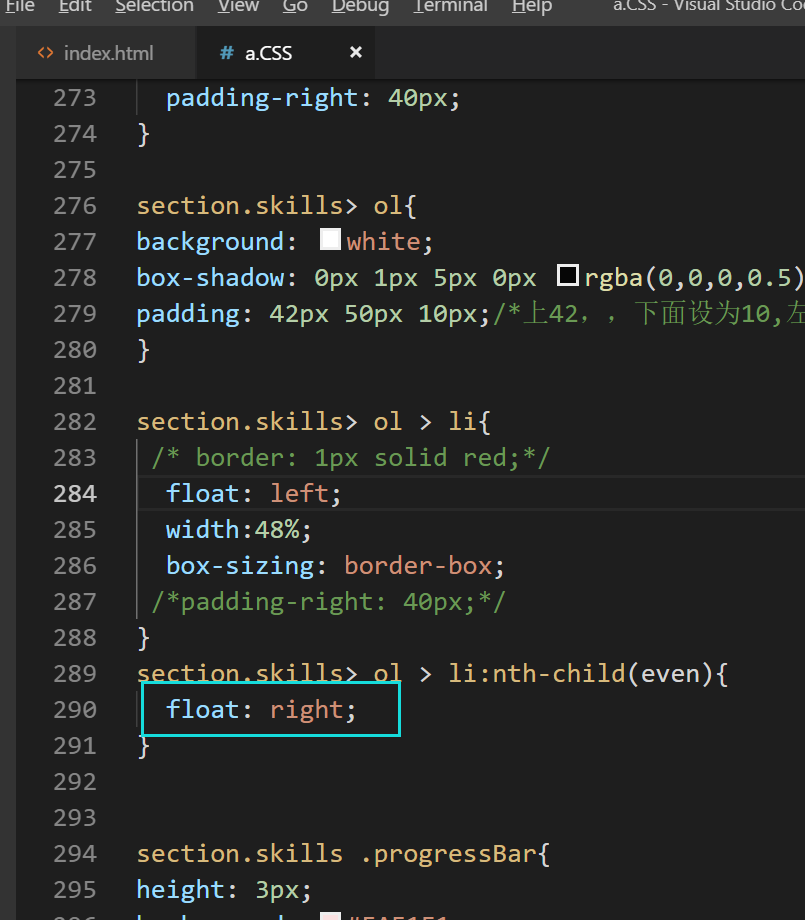 File Edit Selection View Go Debug Terminal Help a.CSS - Visual Studio Co
<> index.html # a.CSS ×
273 padding-right: 40px;
274 }
275
276 section.skills> ol{
277 background: white;
278 box-shadow: 0px 1px 5px 0px rgba(0,0,0,0.5)
279 padding: 42px 50px 10px;/*上42，，下面设为10,左
280 }
281
282 section.skills> ol > li{
283 /* border: 1px solid red;*/
284 float: left;
285 width:48%;
286 box-sizing: border-box;
287 /*padding-right: 40px;*/
288 }
289 section.skills> ol > li:nth-child(even){
290 float: right;
291 }
292
293
294 section.skills .progressBar{
295 height: 3px;